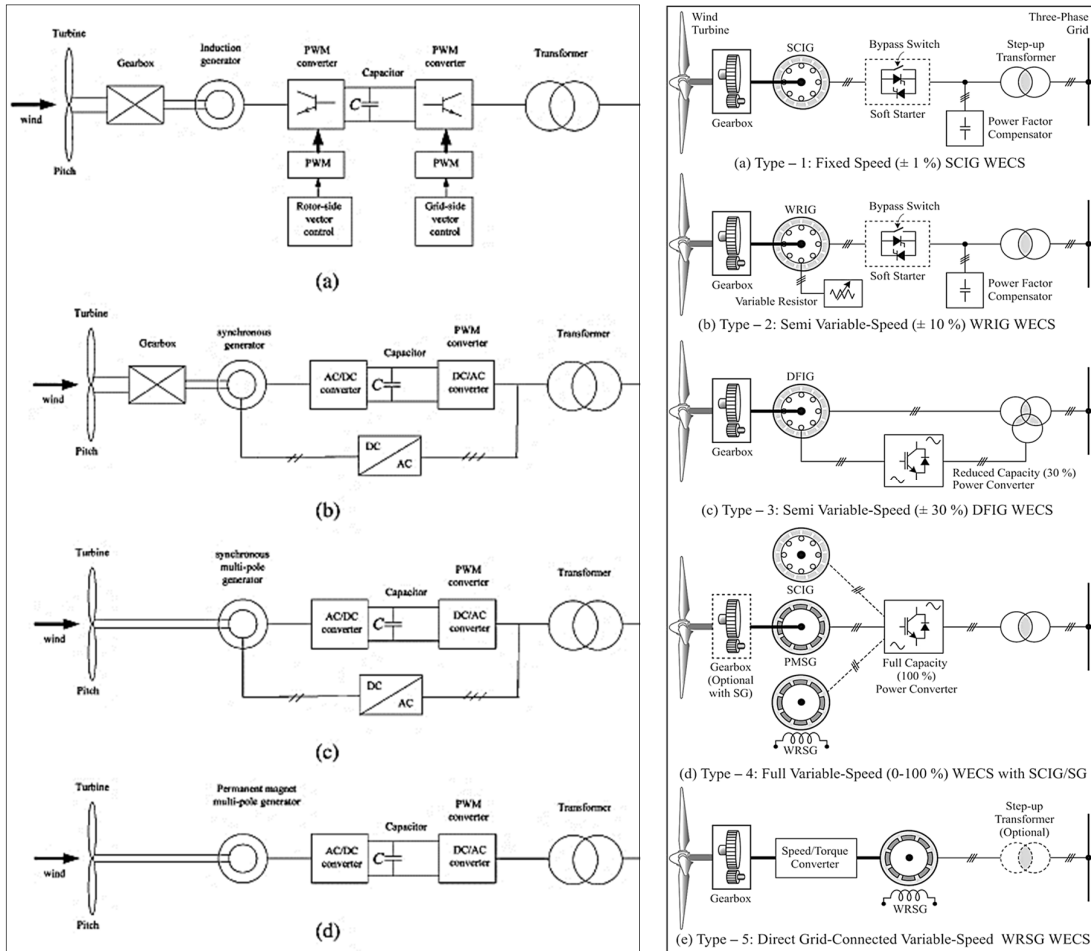 Turbine
Gearbox
Induction
generator
PWM
converter
Capacitor
PWM
converter
Transformer
wind
C
Pitch
PWM
PWM
Rotor-side
vector
control
Grid-side
vector
control
(a)
Turbine
Gearbox
synchronous
generator
Capacitor
PWM
converter
Transformer
wind
AC/DC
converter
C
DC/AC
converter
Pitch
DC
AC
(b)
Turbine
synchronous
multi-pole
generator
Capacitor
PWM
converter
Transformer
wind
AC/DC
converter
C
DC/AC
converter
Pitch
DC
AC
(c)
Turbine
Permanent magnet
multi-pole generator
Capacitor
PWM
converter
Transformer
wind
AC/DC
converter
C
DC/AC
converter
Pitch
(d)
Wind
Turbine
SCIG
Bypass Switch
Step-up
Transformer
Three-Phase
Grid
Gearbox
Soft Starter
Power Factor
Compensator
(a) Type – 1: Fixed Speed (± 1 %) SCIG WECS
WRIG
Bypass Switch
Gearbox
Variable Resistor
Soft Starter
Power Factor
Compensator
(b) Type – 2: Semi Variable-Speed (± 10 %) WRIG WECS
DFIG
Gearbox
Reduced Capacity (30 %)
Power Converter
(c) Type – 3: Semi Variable-Speed (± 30 %) DFIG WECS
SCIG
Gearbox
(Optional
with SG)
PMSG
Full Capacity
(100 %)
Power Converter
WRSG
(d) Type – 4: Full Variable-Speed (0-100 %) WECS with SCIG/SG
Step-up
Transformer
(Optional)
Speed/Torque
Converter
Gearbox
WRSG
(e) Type – 5: Direct Grid-Connected Variable-Speed WRSG WECS